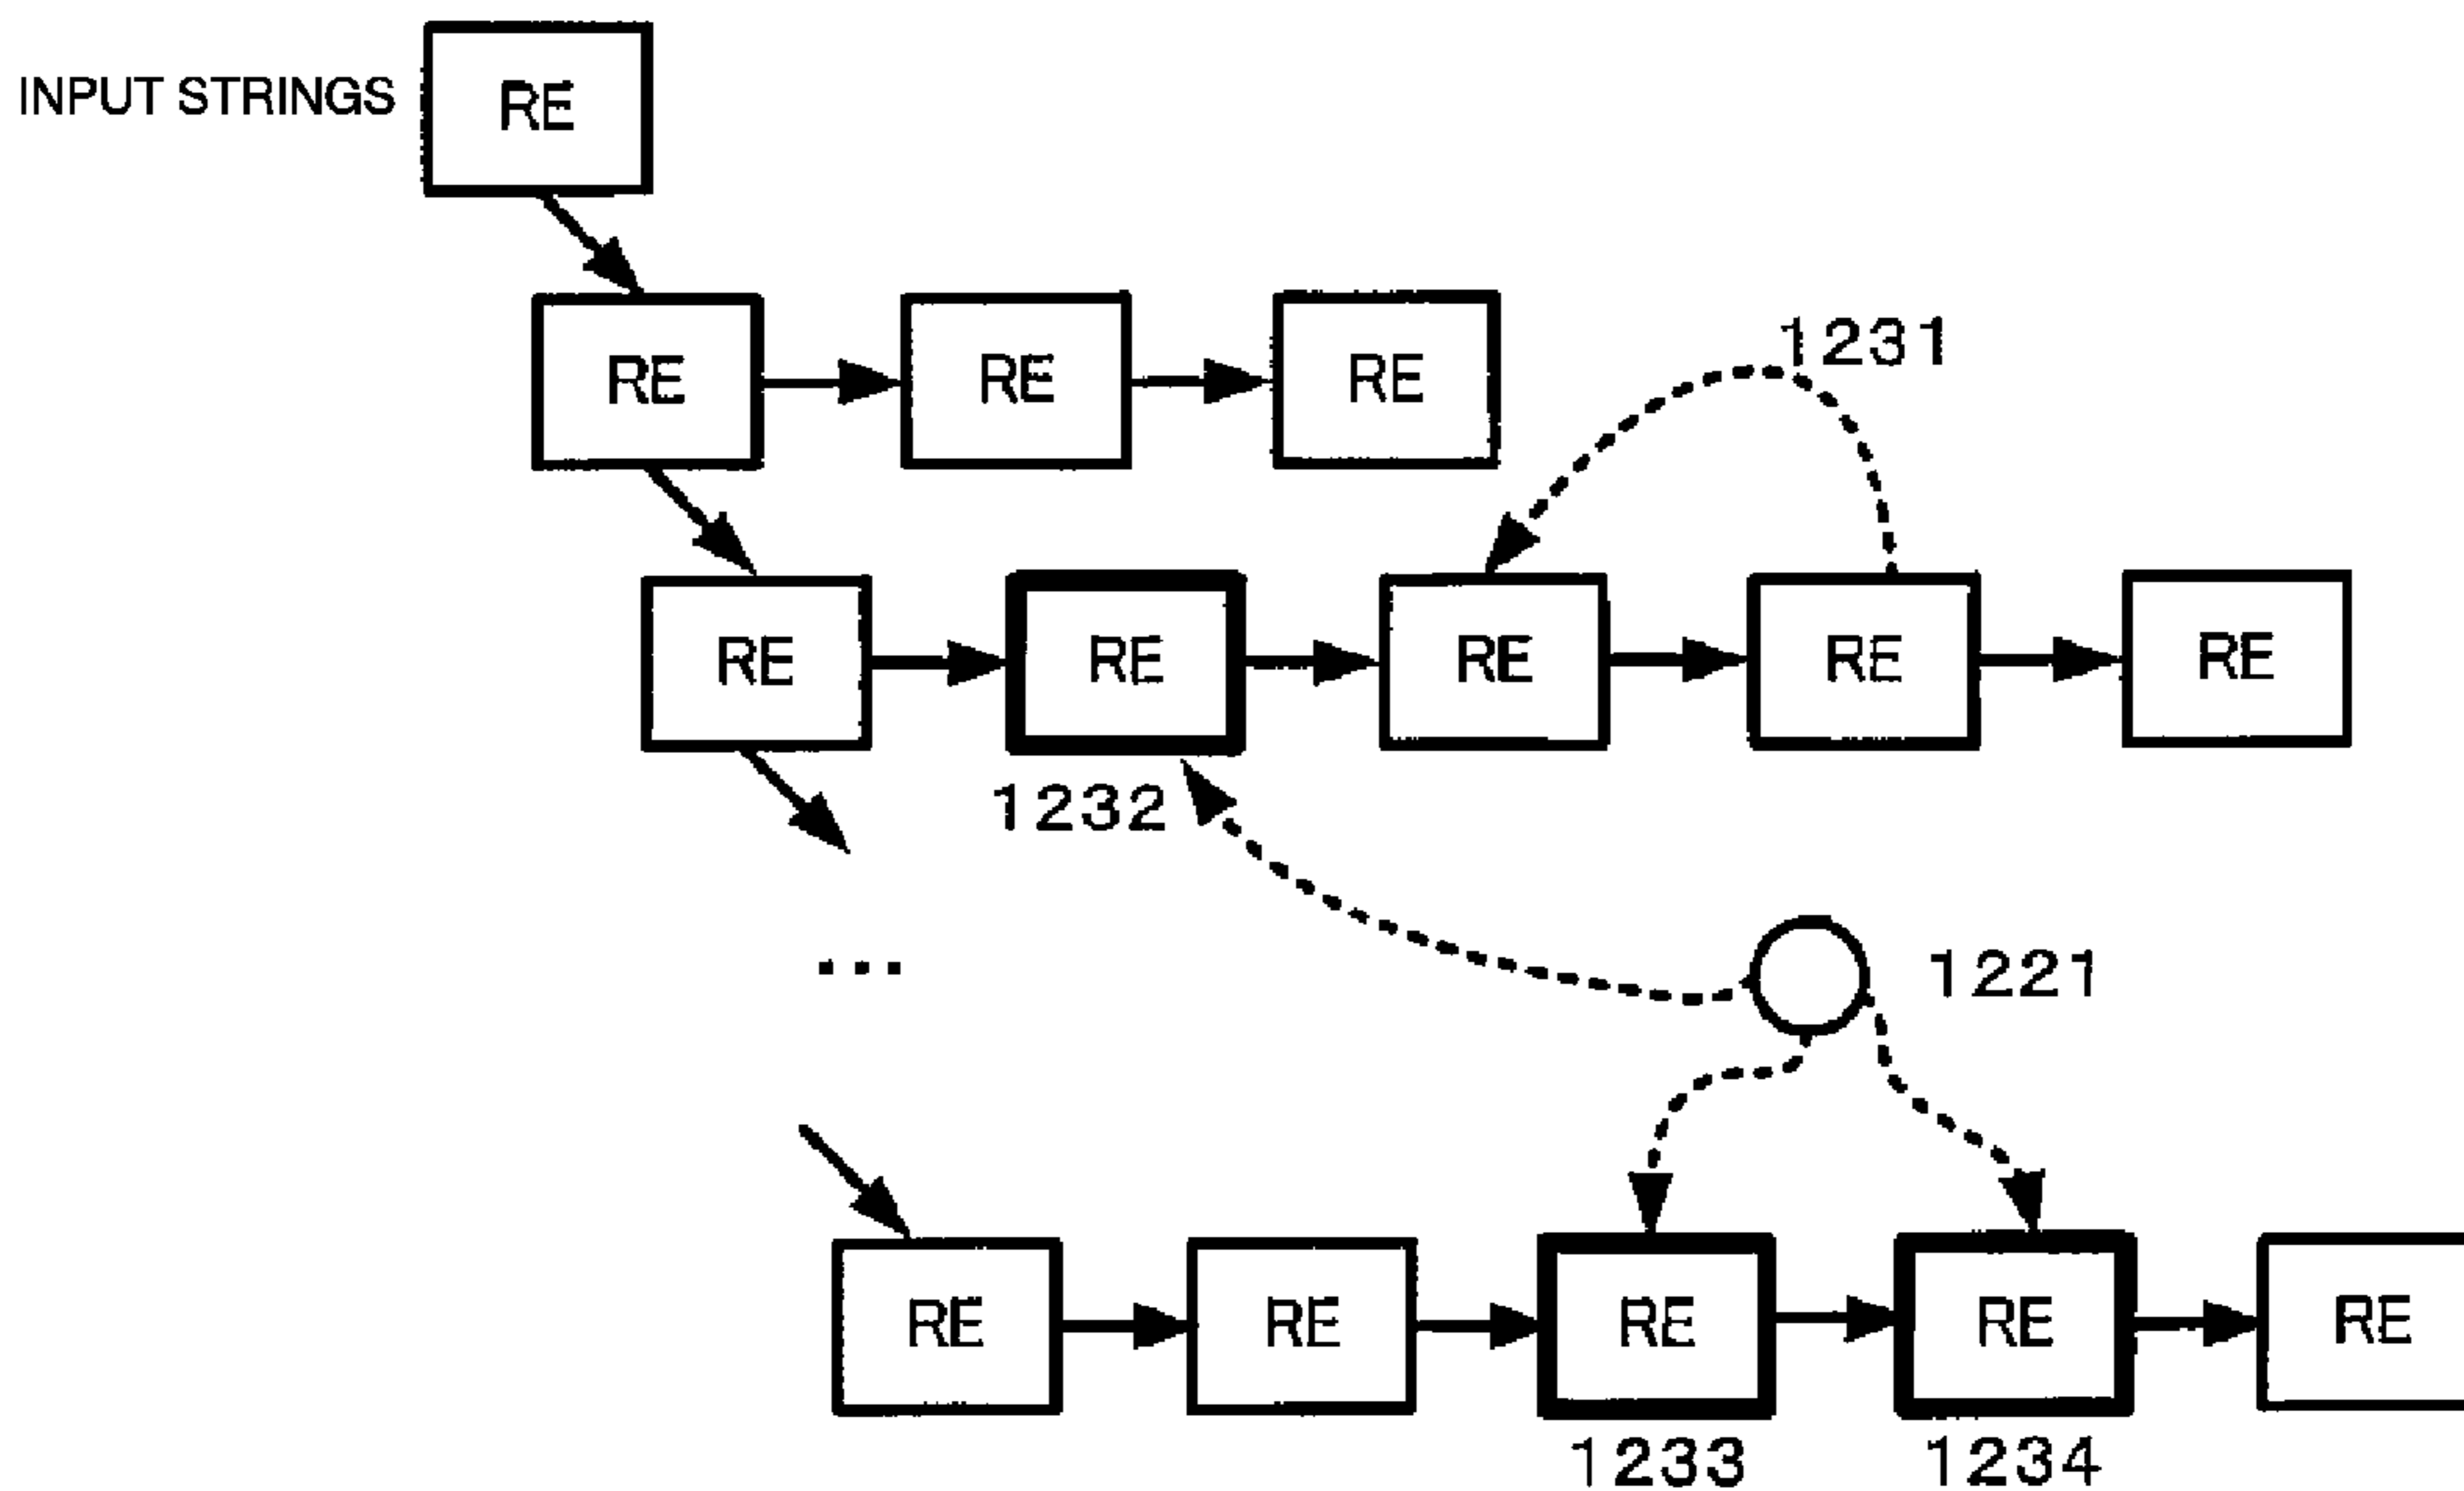 INPUT STRINGS RE
RE RE RE
1231
RE RE RE RE RE
1232
...
1221
RE RE RE RE RE
1233 1234